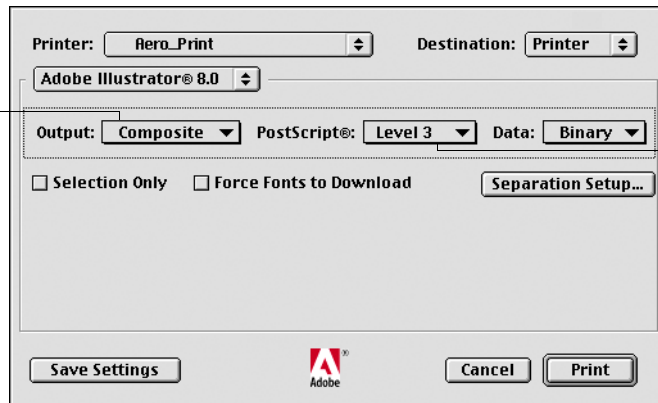 Printer: Aero_Print Destination: Printer
Adobe Illustrator® 8.0
Output: Composite PostScript®: Level 3 Data: Binary
Selection Only Force Fonts to Download Separation Setup...
Save Settings Adobe ® Cancel Print